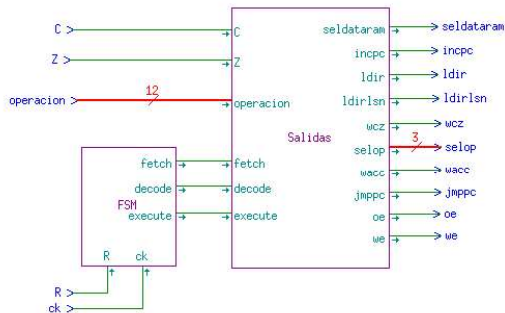 C > C seldataram > seldataram
incpc > incpc
Z > Z
ldir > ldir
operacion > 12 operacion ldirlsn > ldirlsn
wcz > wcz
Salidas selop 3 > selop
fetch fetch wacc > wacc
decode decode jmppc > jmppc
FSM
execute execute oe > oe
we > we
R ck
R >
ck >